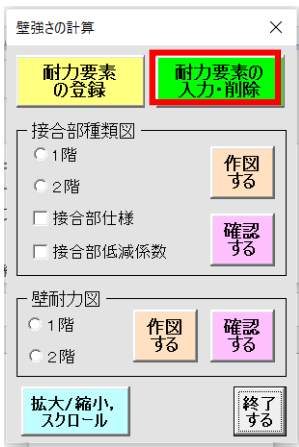 壁強さの計算
耐力要素
の登録
耐力要素の
入力・削除
接合部種類図
1階
2階
接合部仕様
接合部低減係数
作図
する
確認
する
壁耐力図
1階
2階
作図
する
確認
する
拡大/縮小,
スクロール
終了
する